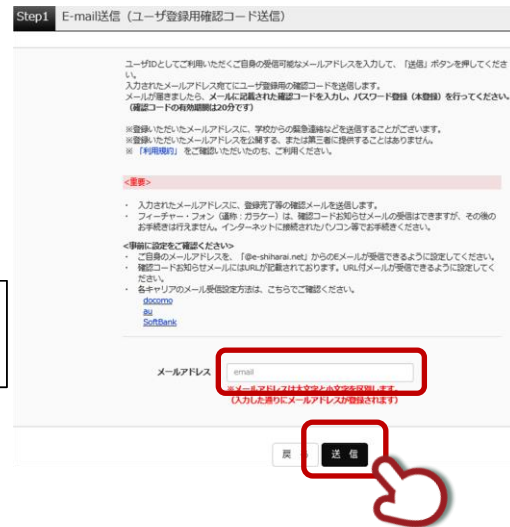 Step1 E-mail送信（ユーザ登録用確認コード送信）
ユーザIDとしてご利用いただくご自身の受信可能なメールアドレスを入力して、「送信」ボタンを押してくださ
い。
入力されたメールアドレス宛てにユーザ登録用の確認コードを送信します。
メールが届きましたら、メールに記載された確認コードを入力し、パスワード登録（本登録）を行ってください。
（確認コードの有効期限は20分です）
※登録いただいたメールアドレスに、学校からの緊急連絡などを送信することがございます。
※登録いただいたメールアドレスを公開する、または第三者に提供することはありません。
※「利用規約」をご確認いただいたのち、ご利用ください。
<重要>
・ 入力されたメールアドレスに、登録完了等の確認メールを送信します。
・ フィーチャー・フォン（通称：ガラケー）は、確認コードお知らせメールの受信はできますが、その後の
お手続きは行えません。インターネットに接続されたパソコン等でお手続きください。
<事前に設定をご確認ください>
・ ご自身のメールアドレスを、「@e-shiharai.net」からのEメールが受信できるように設定してください。
・ 確認コードお知らせメールにはURLが記載されております。URL付メールが受信できるように設定してく
ださい。
・ 各キャリアのメール受信設定方法は、こちらでご確認ください。
docomo
au
SoftBank
メールアドレス email
※メールアドレスは大文字と小文字を区別します。
（入力した通りにメールアドレスが登録されます）
戻 送 信